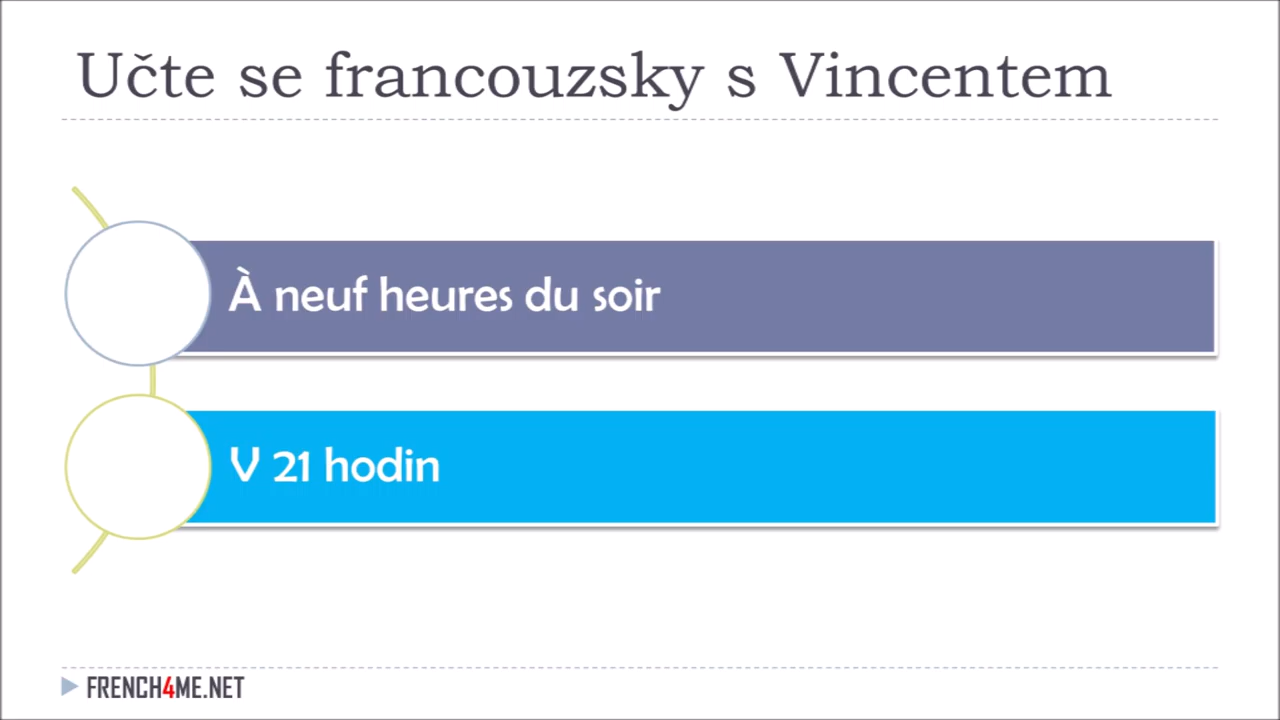 Učte se francouzsky s Vincentem
À neuf heures du soir
V 21 hodin
FRENCH4ME.NET